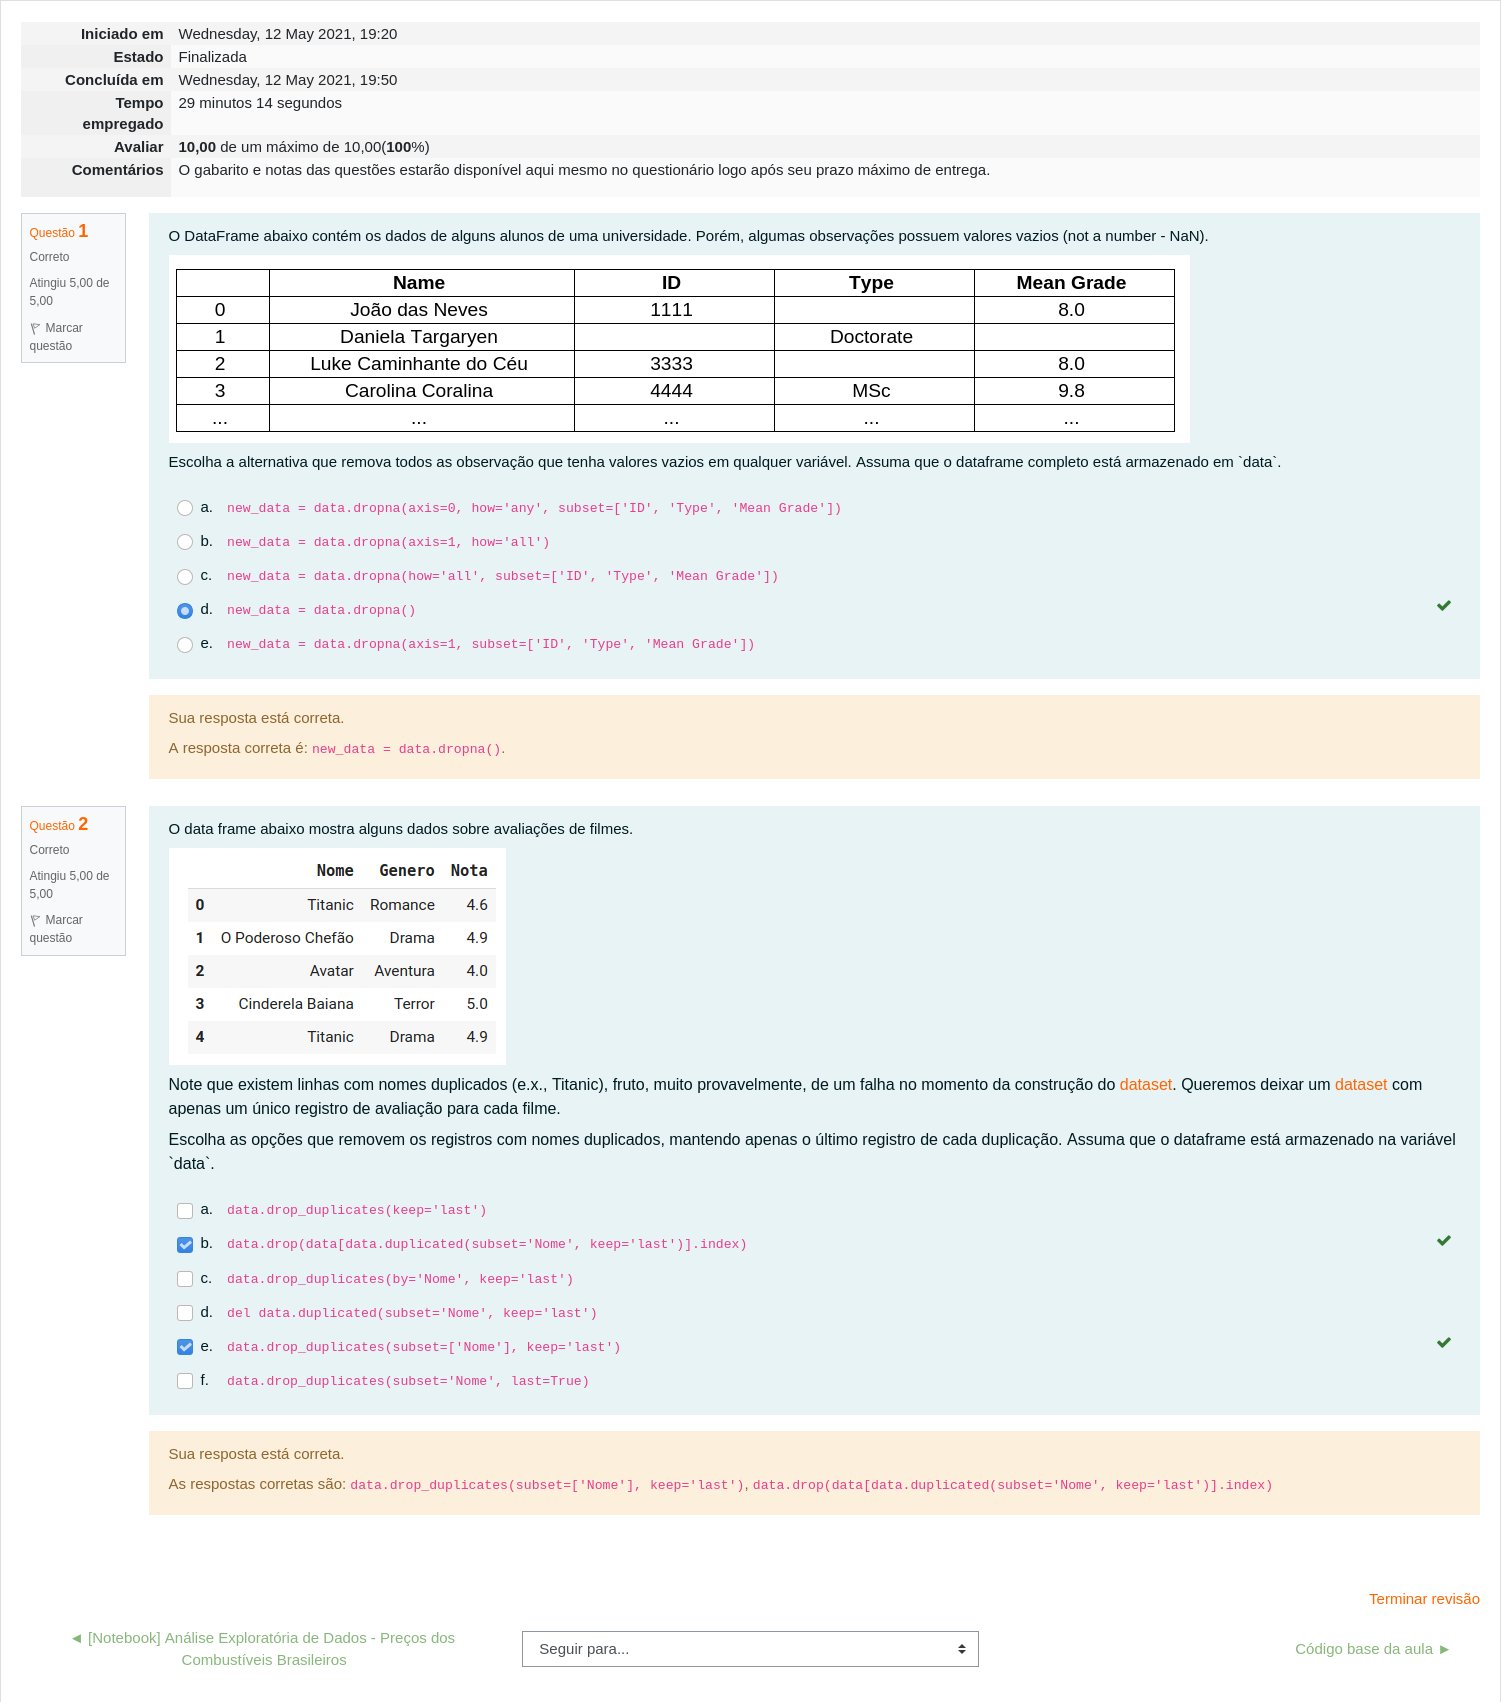 Iniciado em Wednesday, 12 May 2021, 19:20
Estado Finalizada
Concluída em Wednesday, 12 May 2021, 19:50
Tempo empregado 29 minutos 14 segundos
Avaliar 10,00 de um máximo de 10,00(100%)
Comentários O gabarito e notas das questões estarão disponível aqui mesmo no questionário logo após seu prazo máximo de entrega.
Questão 1
Correto
Atingiu 5,00 de
5,00
Marcar
questão
O DataFrame abaixo contém os dados de alguns alunos de uma universidade. Porém, algumas observações possuem valores vazios (not a number - NaN).
Name ID Type Mean Grade
0 João das Neves 1111 8.0
1 Daniela Targaryen Doctorate
2 Luke Caminhante do Céu 3333 8.0
3 Carolina Coralina 4444 MSc 9.8
... ... ... ... ...
Escolha a alternativa que remova todos as observação que tenha valores vazios em qualquer variável. Assuma que o dataframe completo está armazenado em `data`.
a. new_data = data.dropna(axis=0, how='any', subset=['ID', 'Type', 'Mean Grade'])
b. new_data = data.dropna(axis=1, how='all')
c. new_data = data.dropna(how='all', subset=['ID', 'Type', 'Mean Grade'])
d. new_data = data.dropna()
e. new_data = data.dropna(axis=1, subset=['ID', 'Type', 'Mean Grade'])
Sua resposta está correta.
A resposta correta é: new_data = data.dropna().
Questão 2
Correto
Atingiu 5,00 de
5,00
Marcar
questão
O data frame abaixo mostra alguns dados sobre avaliações de filmes.
Nome Genero Nota
0 Titanic Romance 4.6
1 O Poderoso Chefão Drama 4.9
2 Avatar Aventura 4.0
3 Cinderela Baiana Terror 5.0
4 Titanic Drama 4.9
Note que existem linhas com nomes duplicados (e.x., Titanic), fruto, muito provavelmente, de um falha no momento da construção do dataset. Queremos deixar um dataset com
apenas um único registro de avaliação para cada filme.
Escolha as opções que removem os registros com nomes duplicados, mantendo apenas o último registro de cada duplicação. Assuma que o dataframe está armazenado na variável
`data`.
a. data.drop_duplicates(keep='last')
b. data.drop(data[data.duplicated(subset='Nome', keep='last')].index)
c. data.drop_duplicates(by='Nome', keep='last')
d. del data.duplicated(subset='Nome', keep='last')
e. data.drop_duplicates(subset=['Nome'], keep='last')
f. data.drop_duplicates(subset='Nome', last=True)
Sua resposta está correta.
As respostas corretas são: data.drop_duplicates(subset=['Nome'], keep='last'), data.drop(data[data.duplicated(subset='Nome', keep='last')].index)
Terminar revisão
◄ [Notebook] Análise Exploratória de Dados - Preços dos
Combustíveis Brasileiros
Seguir para...
Código base da aula ►